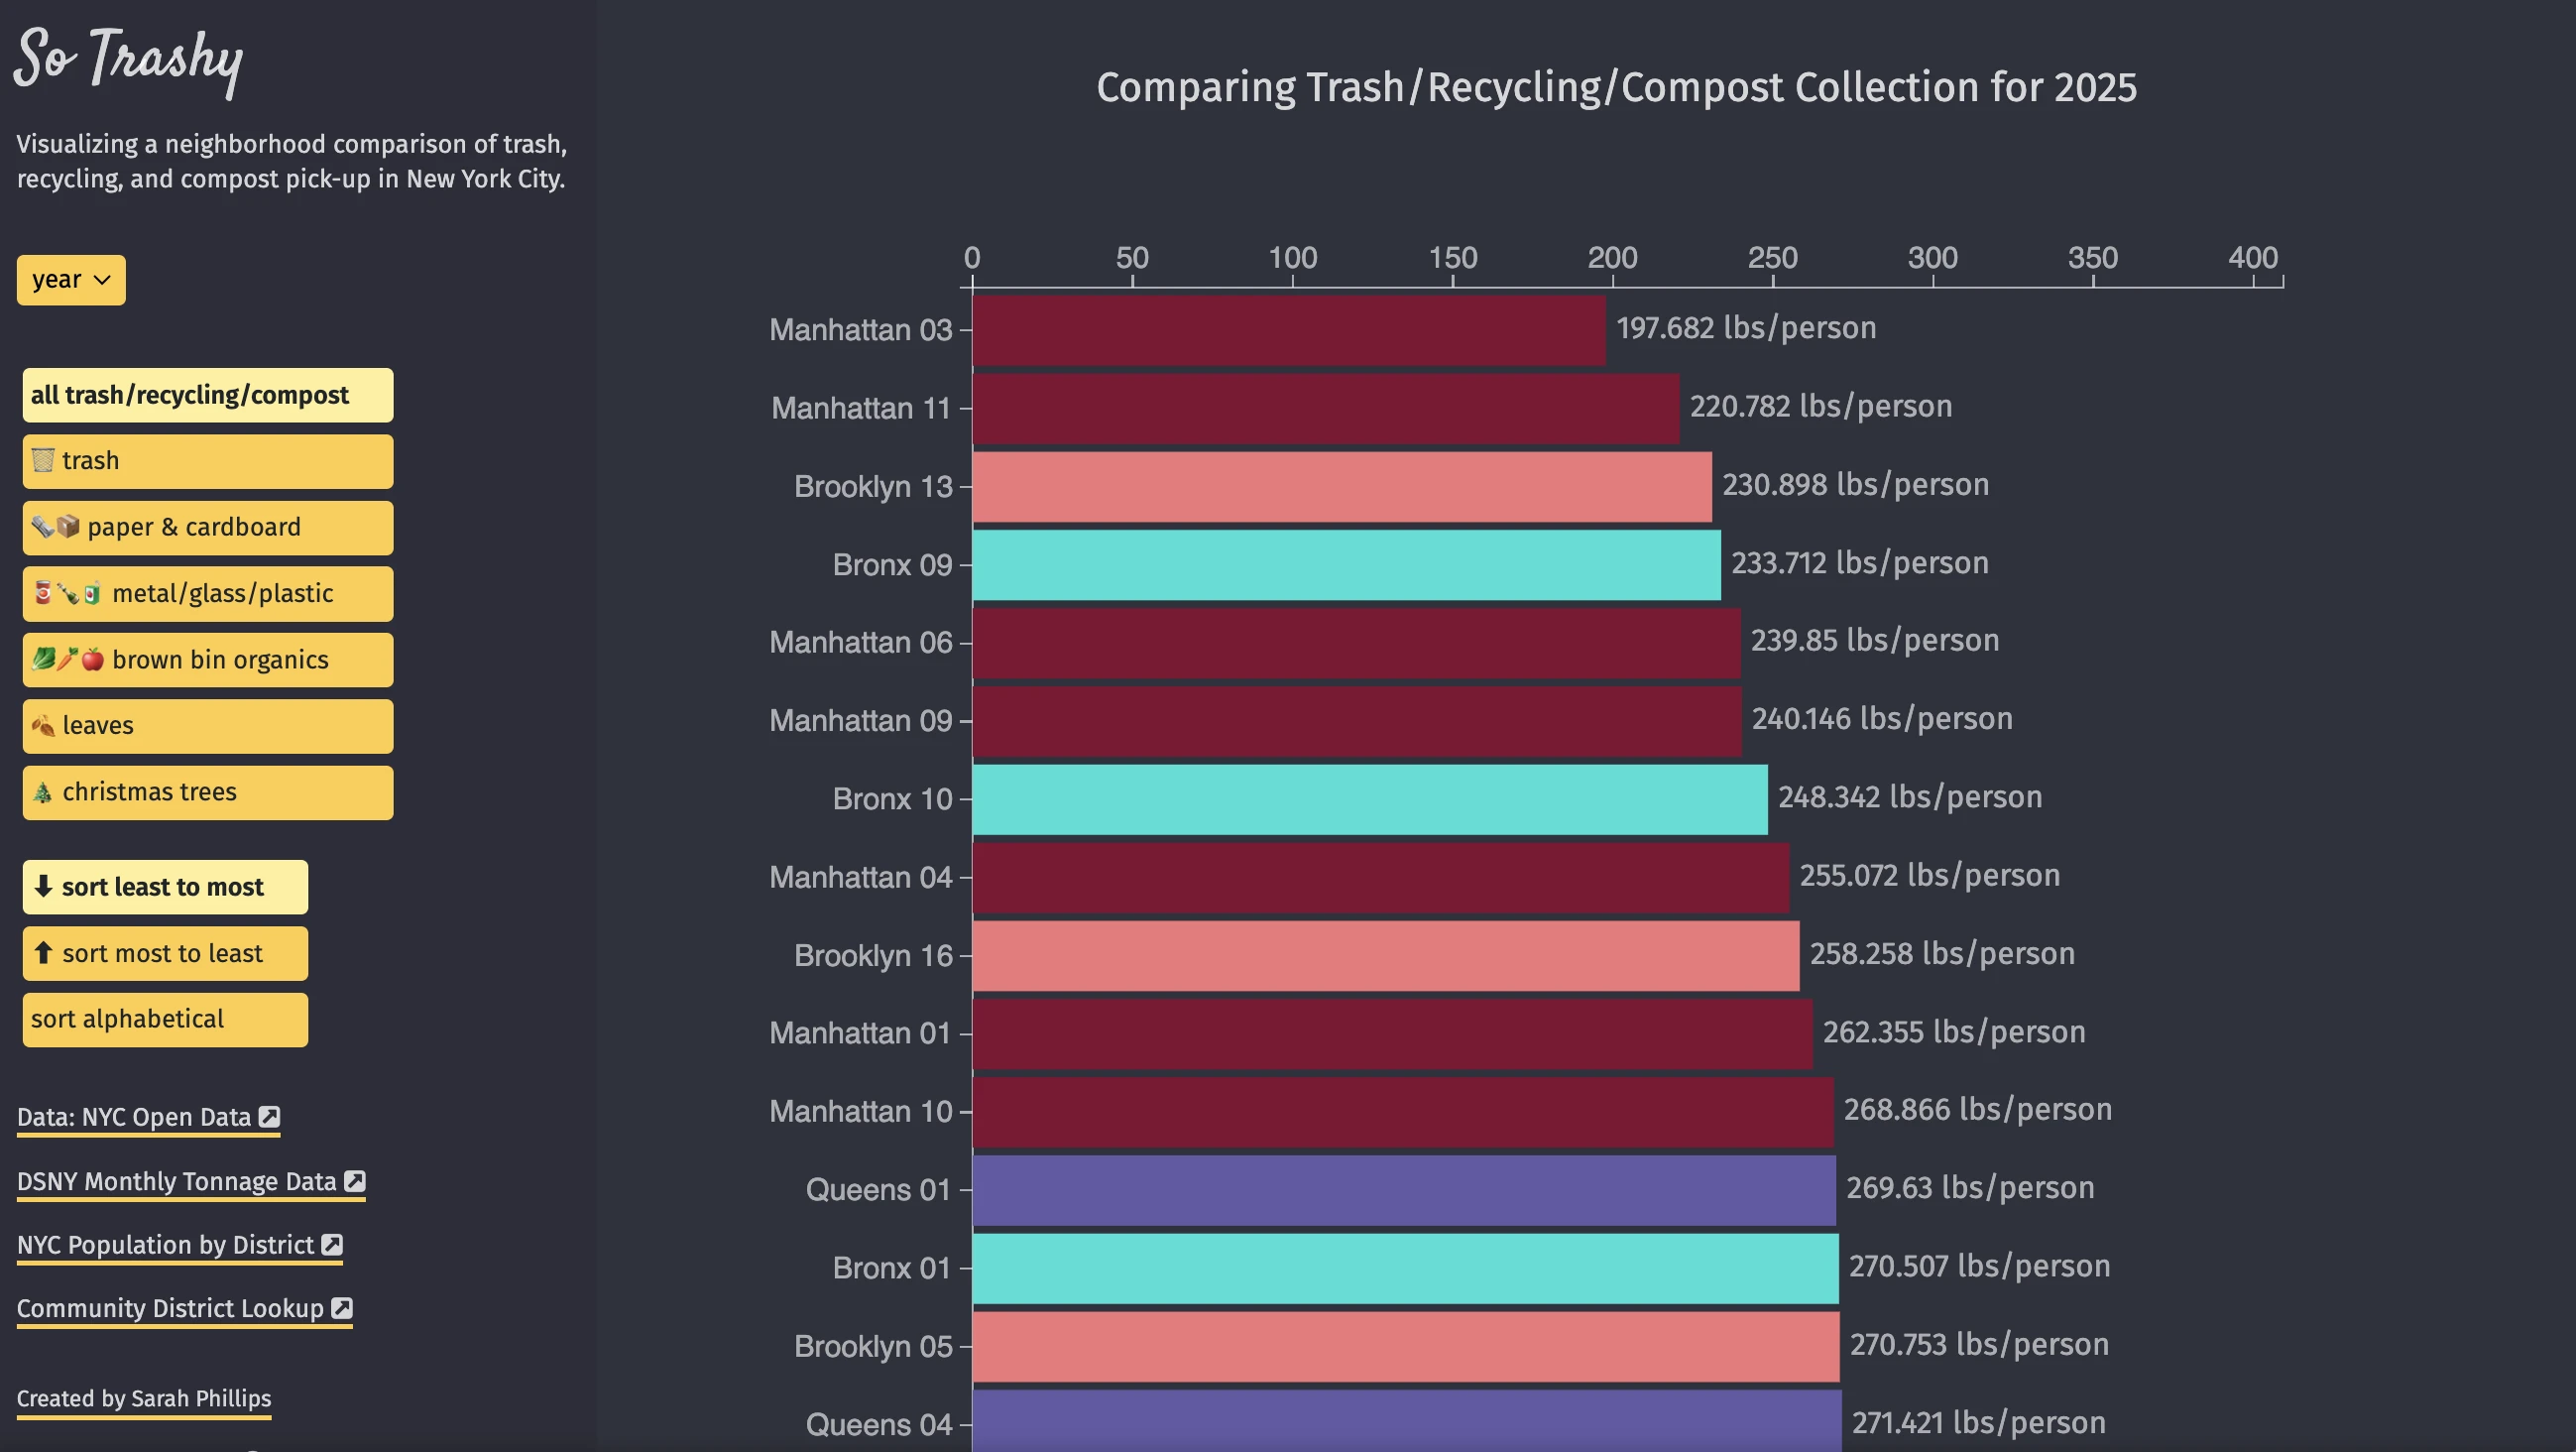 So Trashy
Visualizing a neighborhood comparison of trash,
recycling, and compost pick-up in New York City.
year
all trash/recycling/compost
trash
paper & cardboard
metal/glass/plastic
brown bin organics
leaves
christmas trees
sort least to most
sort most to least
sort alphabetical
Data: NYC Open Data
DSNY Monthly Tonnage Data
NYC Population by District
Community District Lookup
Created by Sarah Phillips
Comparing Trash/Recycling/Compost Collection for 2025
0 50 100 150 200 250 300 350 400
Manhattan 03 197.682 lbs/person
Manhattan 11 220.782 lbs/person
Brooklyn 13 230.898 lbs/person
Bronx 09 233.712 lbs/person
Manhattan 06 239.85 lbs/person
Manhattan 09 240.146 lbs/person
Bronx 10 248.342 lbs/person
Manhattan 04 255.072 lbs/person
Brooklyn 16 258.258 lbs/person
Manhattan 01 262.355 lbs/person
Manhattan 10 268.866 lbs/person
Queens 01 269.63 lbs/person
Bronx 01 270.507 lbs/person
Brooklyn 05 270.753 lbs/person
Queens 04 271.421 lbs/person